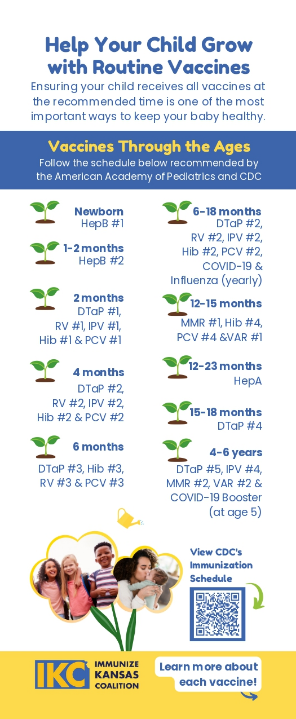 Help Your Child Grow
with Routine Vaccines
Ensuring your child receives all vaccines at
the recommended time is one of the most
important ways to keep your baby healthy.
Vaccines Through the Ages
Follow the schedule below recommended by
the American Academy of Pediatrics and CDC
Newborn
HepB #1
1-2 months
HepB #2
2 months
DTaP #1,
RV #1, IPV #1,
Hib #1 & PCV #1
4 months
DTaP #2,
RV #2, IPV #2,
Hib #2 & PCV #2
6 months
DTaP #3, Hib #3,
RV #3 & PCV #3
6-18 months
DTaP #2,
RV #2, IPV #2,
Hib #2, PCV #2,
COVID-19 &
Influenza (yearly)
12-15 months
MMR #1, Hib #4,
PCV #4 &VAR #1
12-23 months
HepA
15-18 months
DTaP #4
4-6 years
DTaP #5, IPV #4,
MMR #2, VAR #2 &
COVID-19 Booster
(at age 5)
View CDC's
Immunization
Schedule
IKC
IMMUNIZE
KANSAS
COALITION
Learn more about
each vaccine!